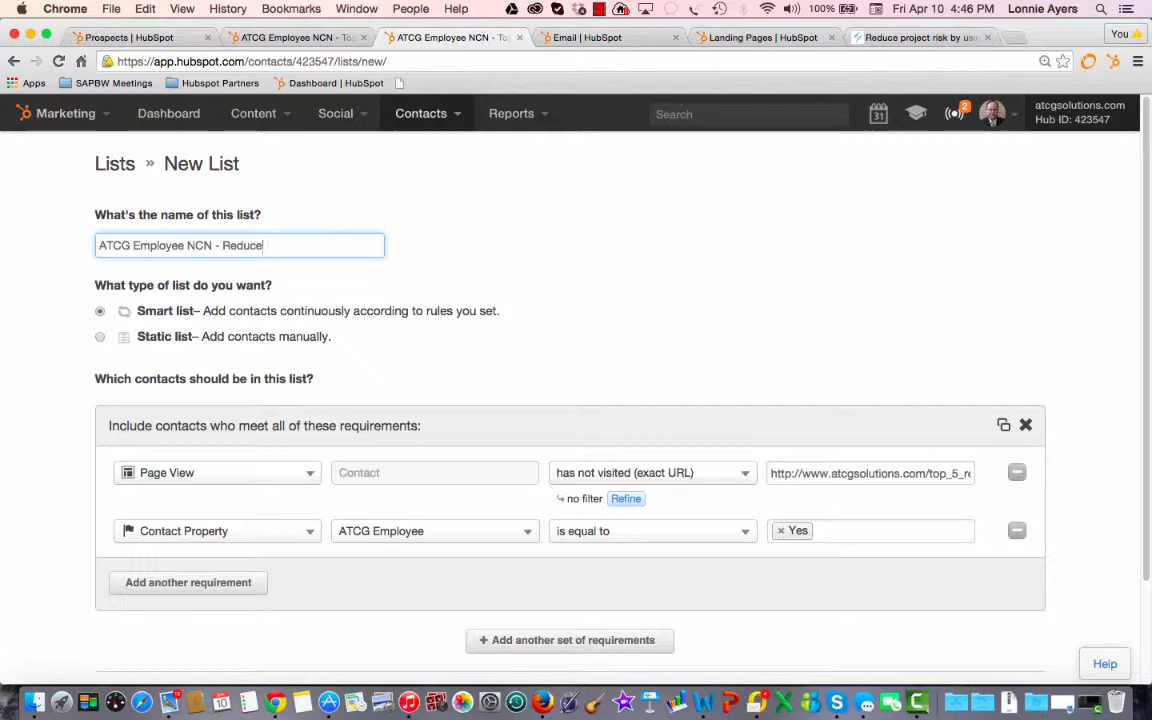 Chrome File Edit View History Bookmarks Window People Help 100% Fri Apr 10 4:46 PM Lonnie Ayers
Prospects | HubSpot × ATCG Employee NCN - To × ATCG Employee NCN - To × Email | HubSpot × Landing Pages | HubSpot × Reduce project risk by us × You
https://app.hubspot.com/contacts/423547/lists/new/
Apps SAPBW Meetings Hubspot Partners Dashboard | HubSpot
Marketing Dashboard Content Social Contacts Reports Search 31 2 atcgsolutions.com
Hub ID: 423547
Lists » New List
What's the name of this list?
ATCG Employee NCN - Reduce
What type of list do you want?
Smart list– Add contacts continuously according to rules you set.
Static list– Add contacts manually.
Which contacts should be in this list?
Include contacts who meet all of these requirements:
Page View Contact has not visited (exact URL) http://www.atcgsolutions.com/top_5_re
no filter Refine
Contact Property ATCG Employee is equal to × Yes
Add another requirement
+ Add another set of requirements
Help